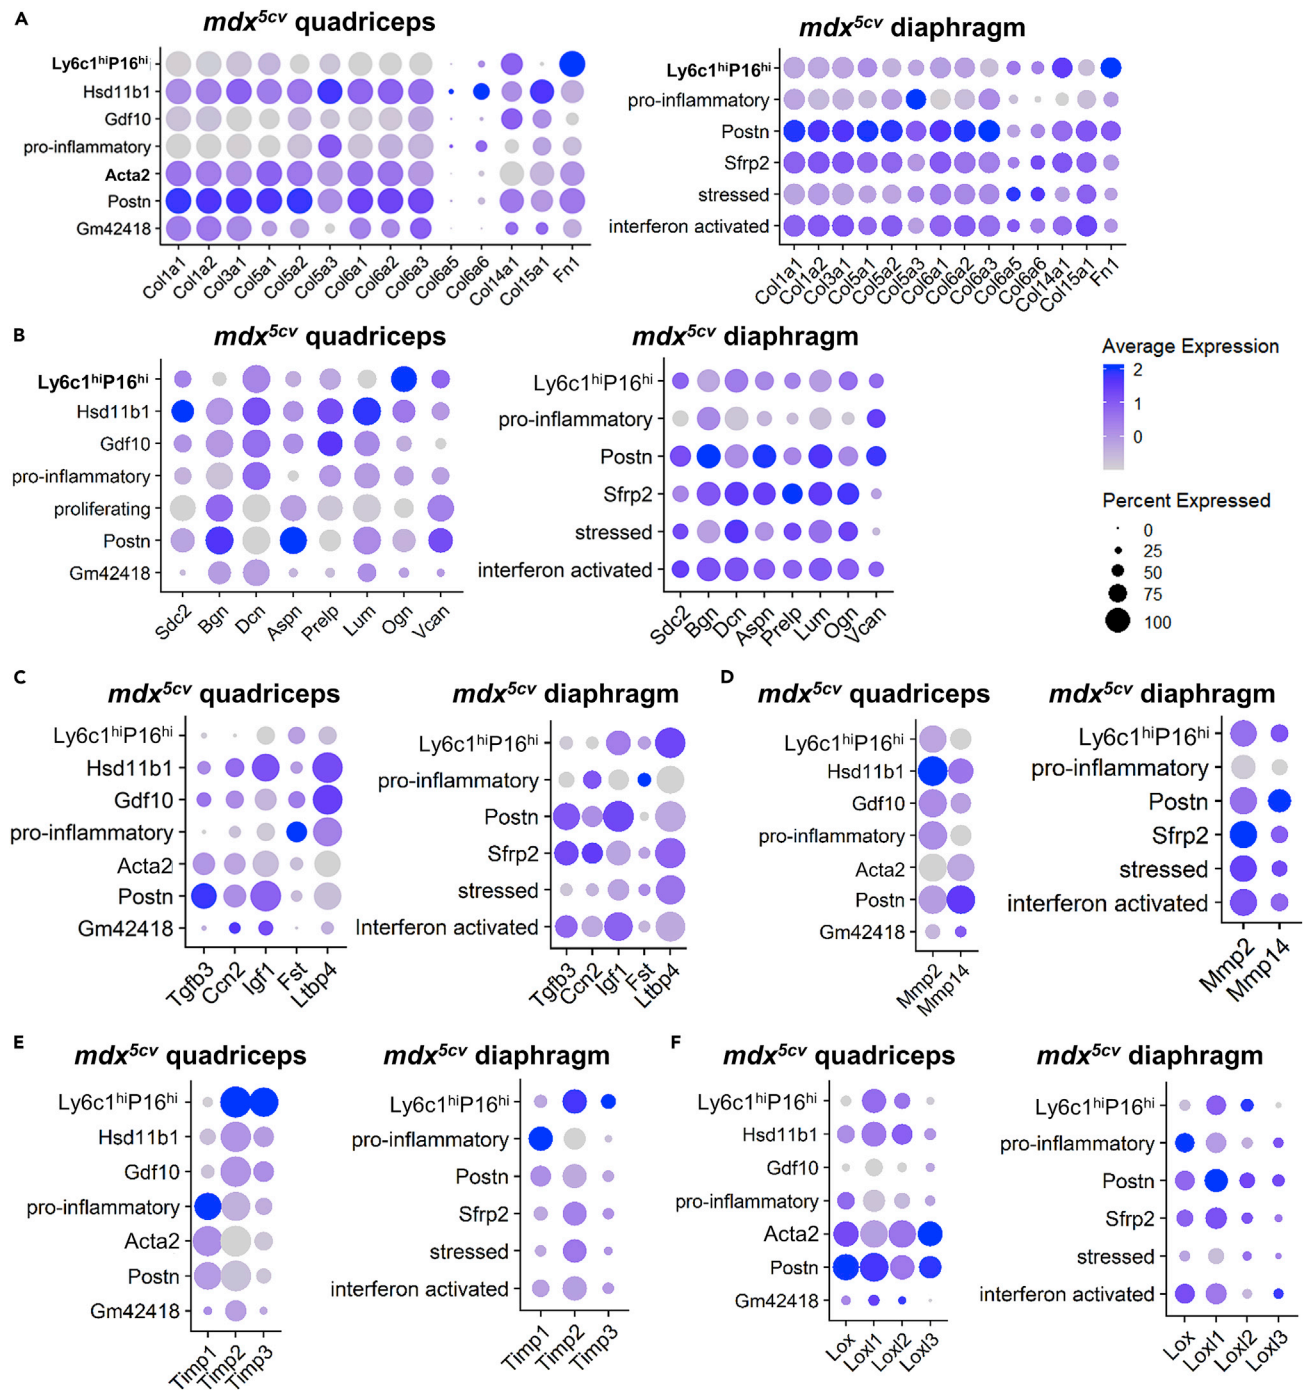 A
mdx5cv quadriceps
Ly6c1hiP16hi
Hsd11b1
Gdf10
pro-inflammatory
Acta2
Postn
Gm42418
Col1a1 Col1a2 Col3a1 Col5a1 Col5a2 Col5a3 Col6a1 Col6a2 Col6a3 Col6a5 Col6a6 Col14a1 Col15a1 Fn1
mdx5cv diaphragm
Ly6c1hiP16hi
pro-inflammatory
Postn
Sfrp2
stressed
interferon activated
Col1a1 Col1a2 Col3a1 Col5a1 Col5a2 Col5a3 Col6a1 Col6a2 Col6a3 Col6a5 Col6a6 Col14a1 Col15a1 Fn1
B
mdx5cv quadriceps
Ly6c1hiP16hi
Hsd11b1
Gdf10
pro-inflammatory
proliferating
Postn
Gm42418
Sdc2 Bgn Dcn Aspn Prelp Lum Ogn Vcan
mdx5cv diaphragm
Ly6c1hiP16hi
pro-inflammatory
Postn
Sfrp2
stressed
interferon activated
Sdc2 Bgn Dcn Aspn Prelp Lum Ogn Vcan
Average Expression
2
1
0
Percent Expressed
0
25
50
75
100
C
mdx5cv quadriceps
Ly6c1hiP16hi
Hsd11b1
Gdf10
pro-inflammatory
Acta2
Postn
Gm42418
Tgfb3 Ccn2 Igf1 Fst Ltbp4
mdx5cv diaphragm
Ly6c1hiP16hi
pro-inflammatory
Postn
Sfrp2
stressed
Interferon activated
Tgfb3 Ccn2 Igf1 Fst Ltbp4
D
mdx5cv quadriceps
Ly6c1hiP16hi
Hsd11b1
Gdf10
pro-inflammatory
Acta2
Postn
Gm42418
Mmp2 Mmp14
mdx5cv diaphragm
Ly6c1hiP16hi
pro-inflammatory
Postn
Sfrp2
stressed
interferon activated
Mmp2 Mmp14
E
mdx5cv quadriceps
Ly6c1hiP16hi
Hsd11b1
Gdf10
pro-inflammatory
Acta2
Postn
Gm42418
Timp1 Timp2 Timp3
mdx5cv diaphragm
Ly6c1hiP16hi
pro-inflammatory
Postn
Sfrp2
stressed
interferon activated
Timp1 Timp2 Timp3
F
mdx5cv quadriceps
Ly6c1hiP16hi
Hsd11b1
Gdf10
pro-inflammatory
Acta2
Postn
Gm42418
Lox Loxl1 Loxl2 Loxl3
mdx5cv diaphragm
Ly6c1hiP16hi
pro-inflammatory
Postn
Sfrp2
stressed
interferon activated
Lox Loxl1 Loxl2 Loxl3